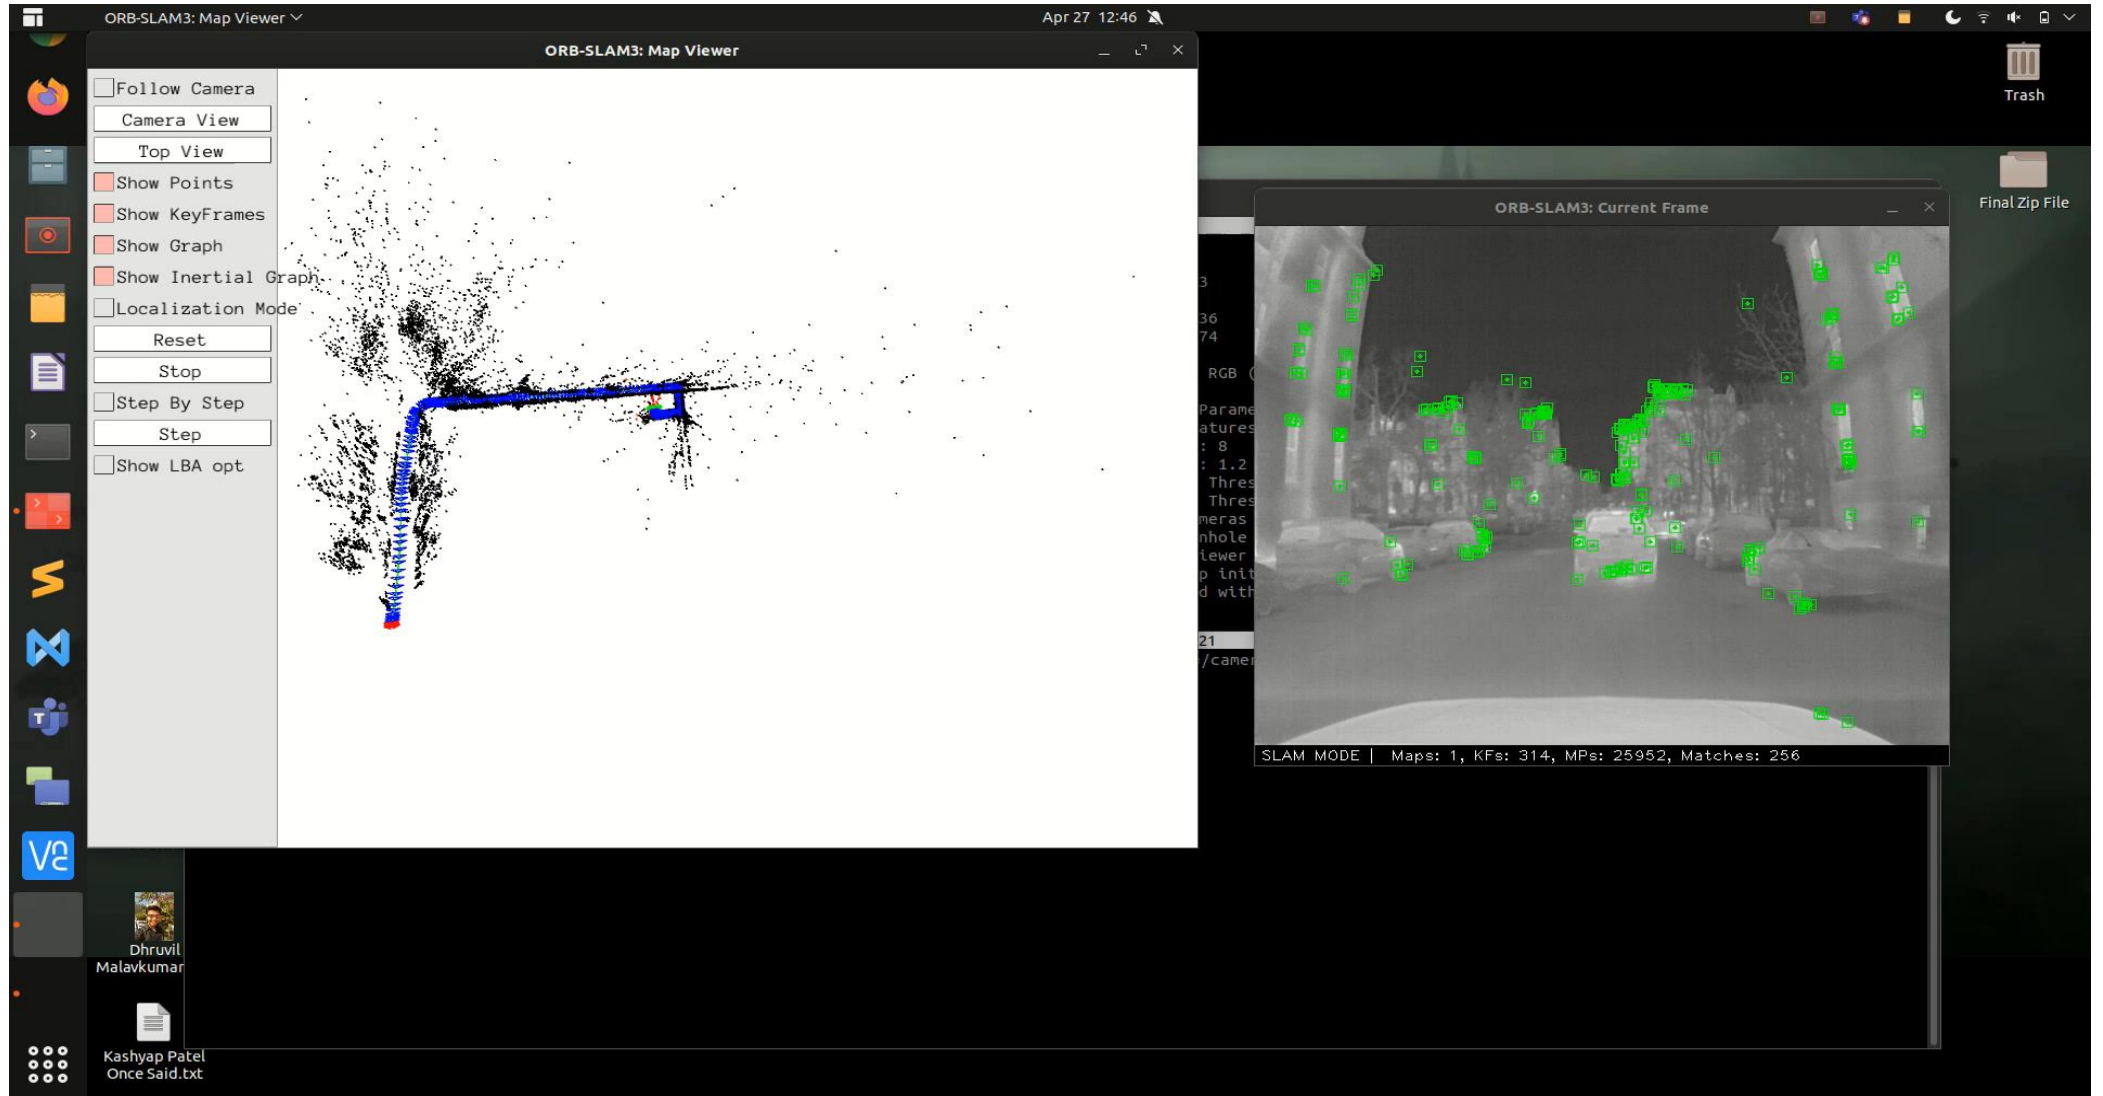 ORB-SLAM3: Map Viewer
Apr 27 12:46
ORB-SLAM3: Map Viewer
Follow Camera
Camera View
Top View
Show Points
Show KeyFrames
Show Graph
Show Inertial Graph
Localization Mode
Reset
Stop
Step By Step
Step
Show LBA opt
Trash
Final Zip File
ORB-SLAM3: Current Frame
3
36
74
RGB (
Parame
atures
: 8
: 1.2
Thres
Thres
meras
nhole
iewer
p init
d with
21
/camer
SLAM MODE | Maps: 1, KFs: 314, MPs: 25952, Matches: 256
Dhruvil
Malavkumar
Kashyap Patel
Once Said.txt